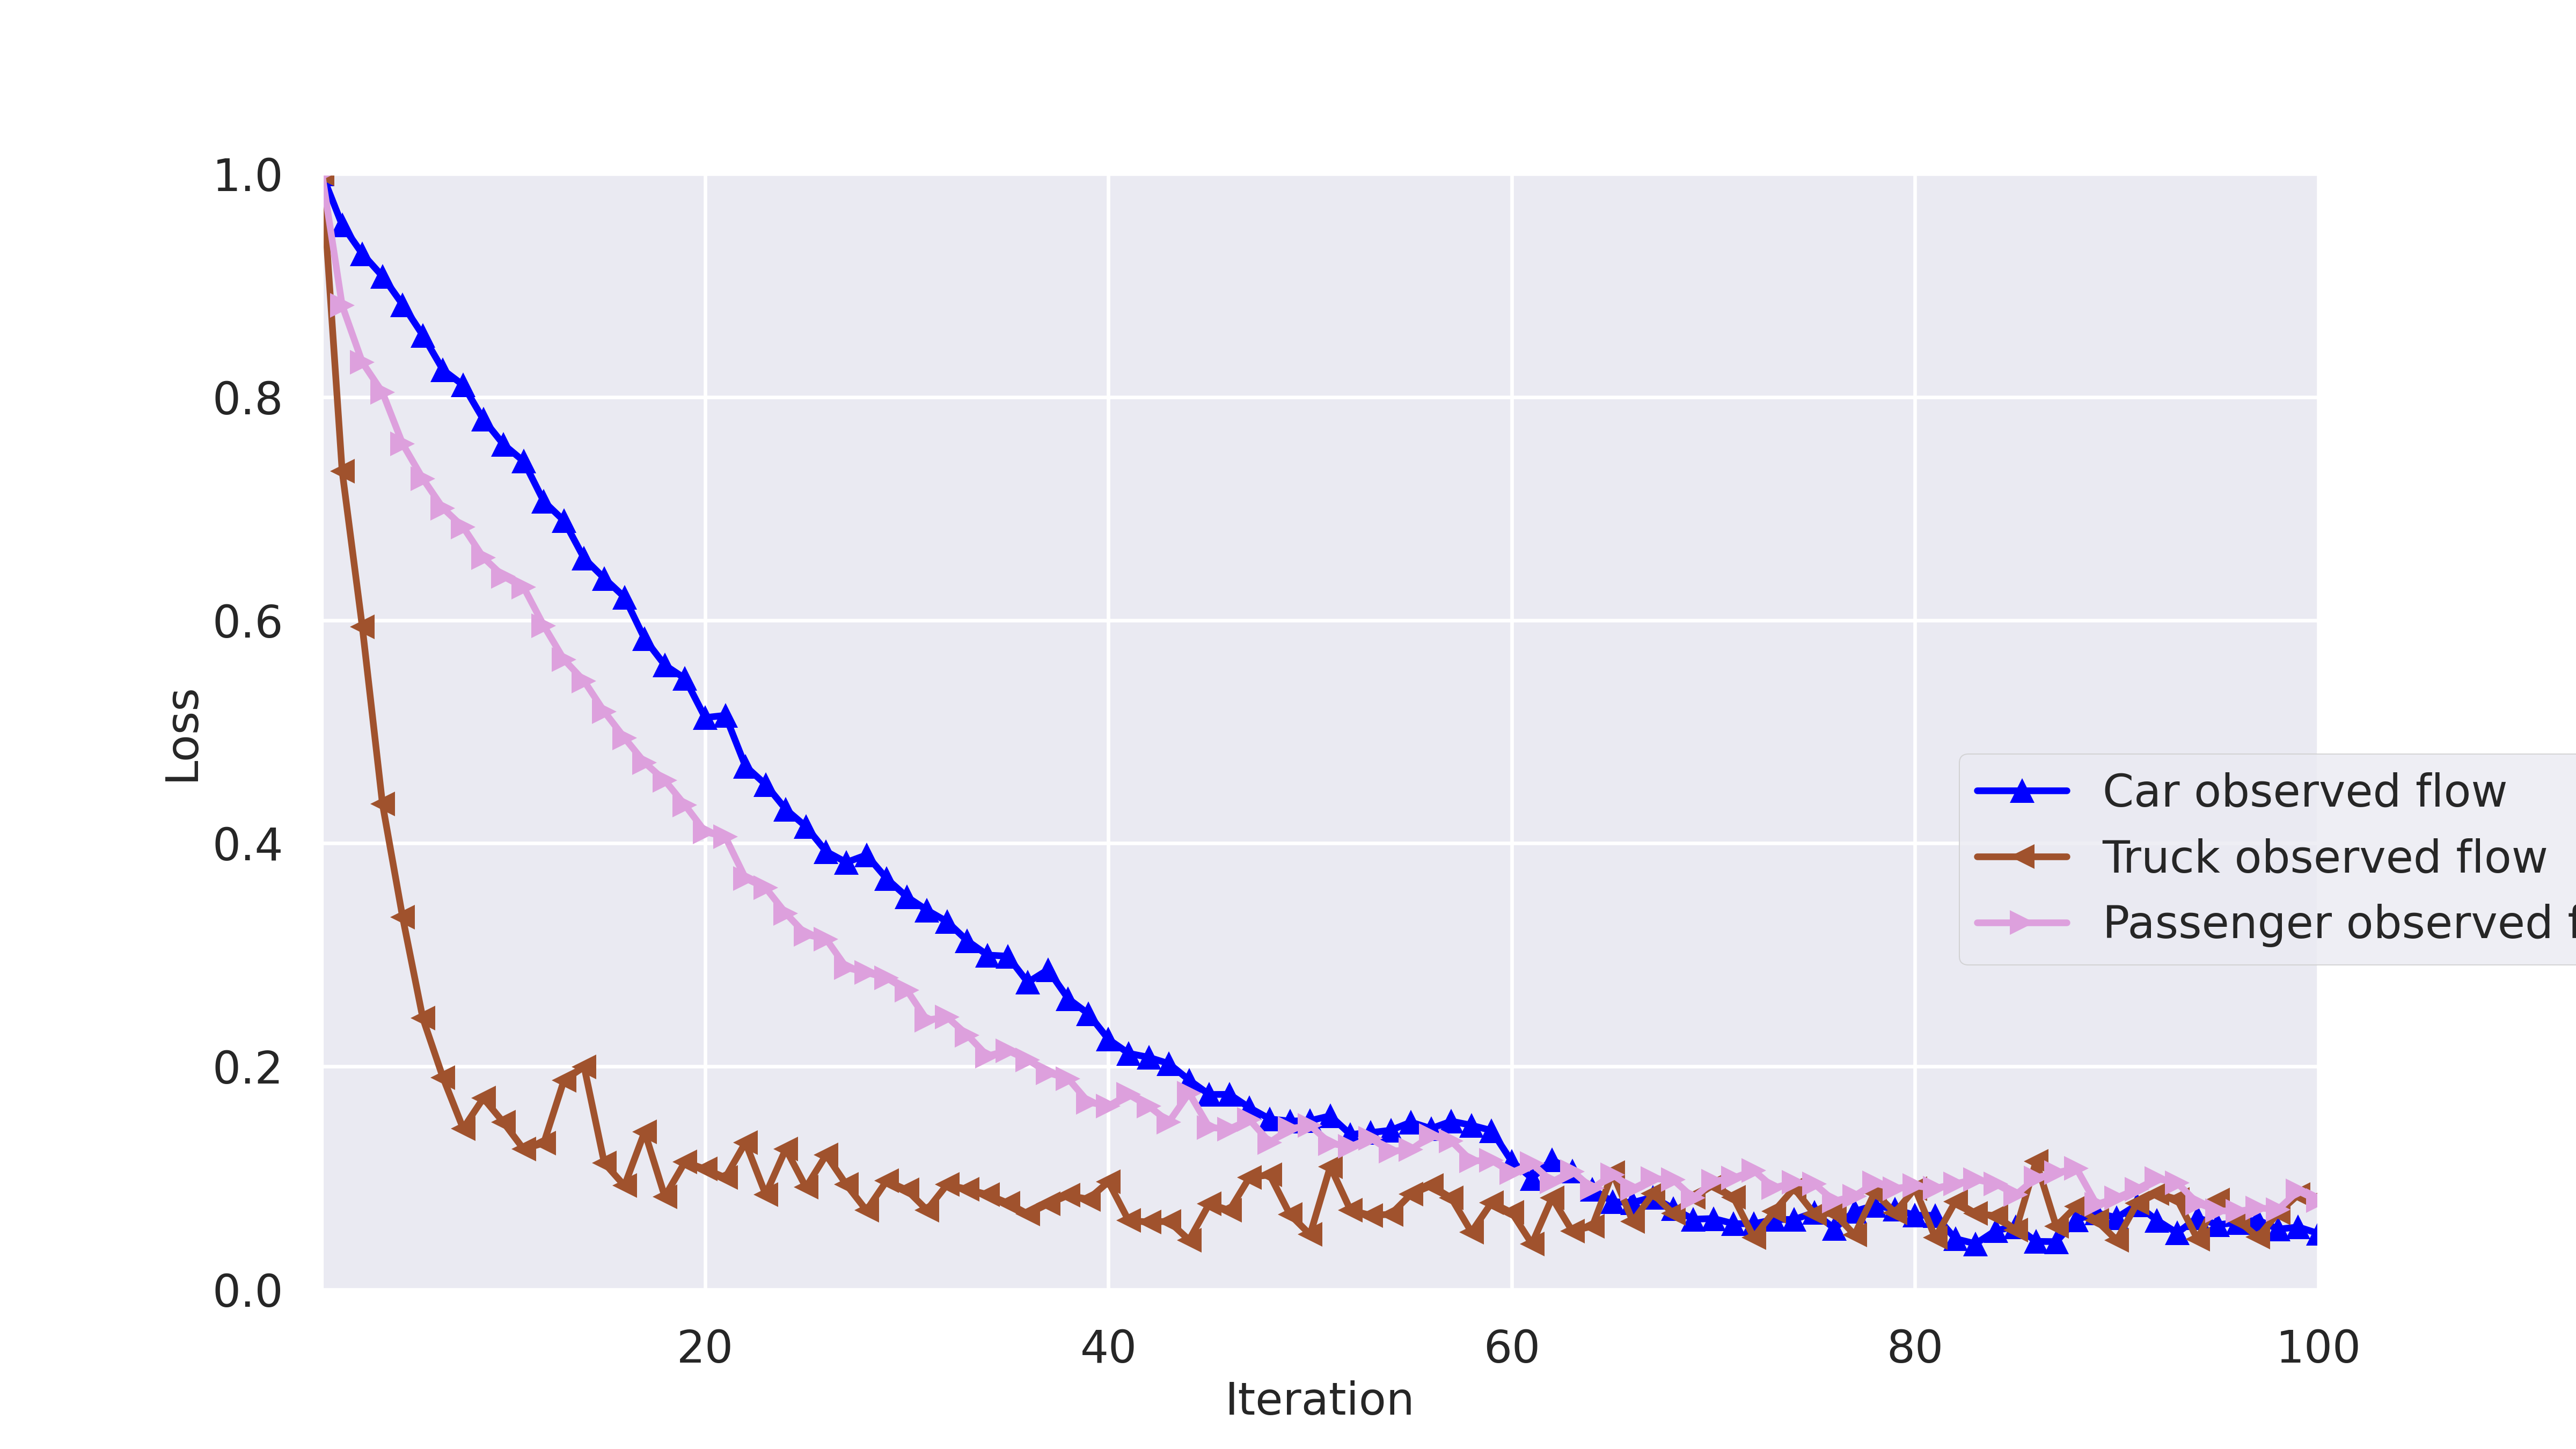 1.0
0.8
0.6
0.4
0.2
0.0
Loss
20 40 60 80 100
Iteration
Car observed flow
Truck observed flow
Passenger observed